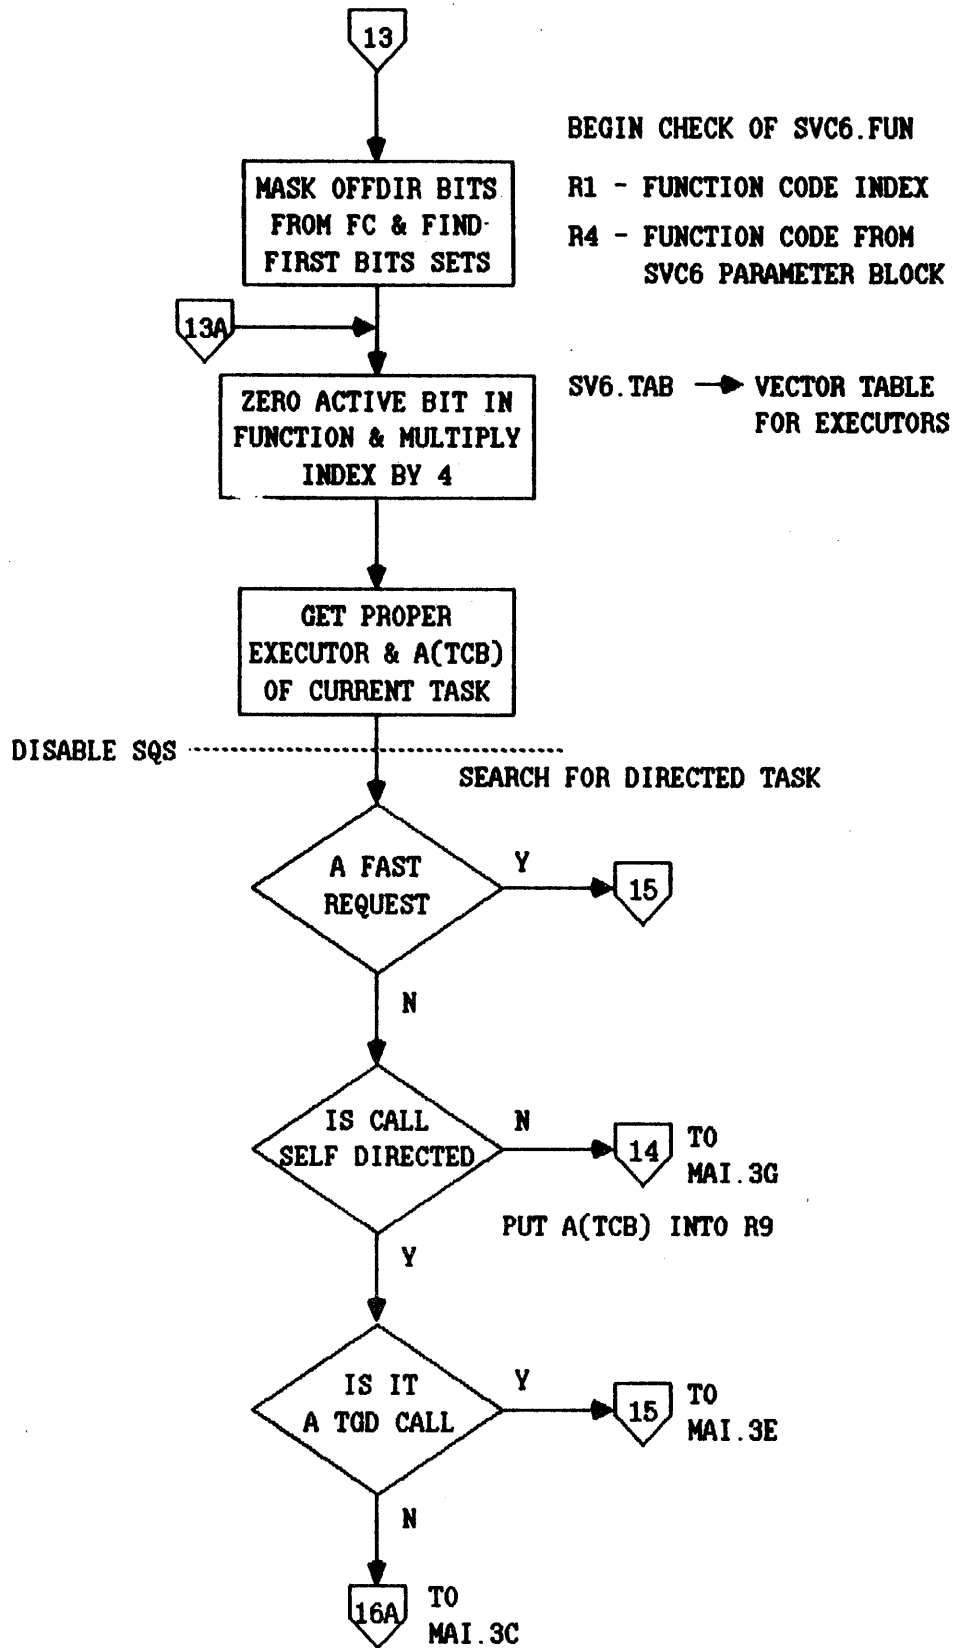 13
BEGIN CHECK OF SVC6.FUN
MASK OFFDIR BITS
FROM FC & FIND-
FIRST BITS SETS
R1 - FUNCTION CODE INDEX
R4 - FUNCTION CODE FROM
SVC6 PARAMETER BLOCK
13A
ZERO ACTIVE BIT IN
FUNCTION & MULTIPLY
INDEX BY 4
SV6.TAB → VECTOR TABLE
FOR EXECUTORS
GET PROPER
EXECUTOR & A(TCB)
OF CURRENT TASK
DISABLE SQS
SEARCH FOR DIRECTED TASK
A FAST
REQUEST
Y
15
N
IS CALL
SELF DIRECTED
N
14
TO
MAI.3G
PUT A(TCB) INTO R9
Y
IS IT
A TGD CALL
Y
15
TO
MAI.3E
N
16A
TO
MAI.3C